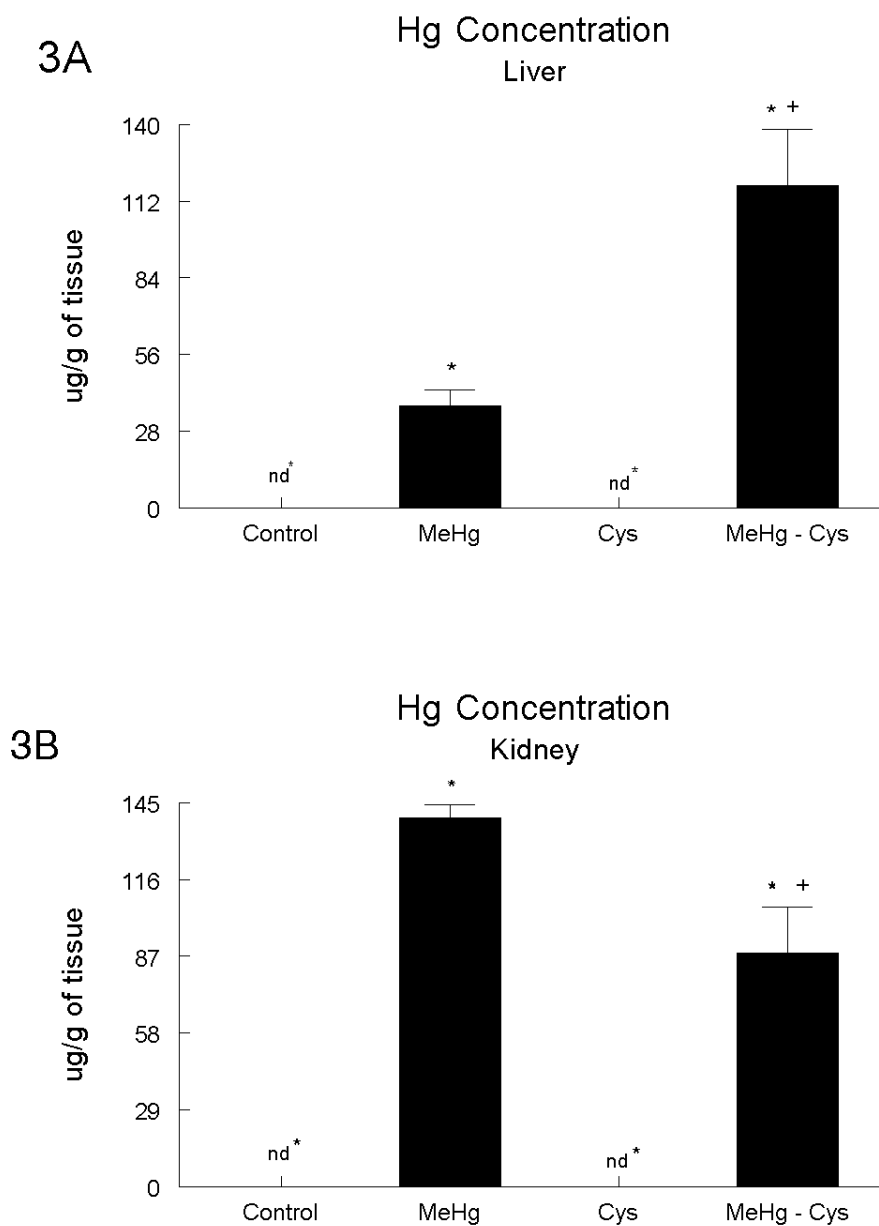 3A
Hg Concentration
Liver
* +
140
112
84
56
28
0
ug/g of tissue
*
nd*
nd*
Control MeHg Cys MeHg - Cys
3B
Hg Concentration
Kidney
*
145
* +
116
87
58
29
0
ug/g of tissue
nd*
nd*
Control MeHg Cys MeHg - Cys